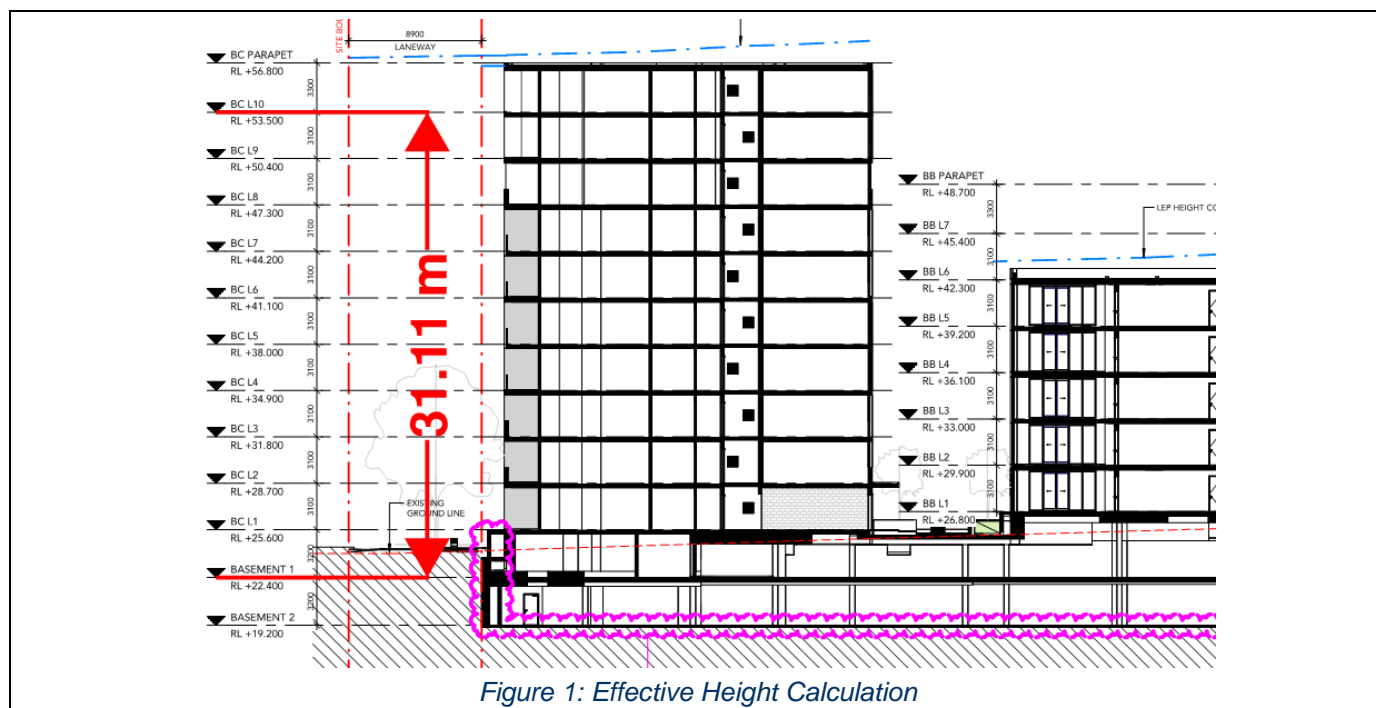 SITE BOU
8900
LANEWAY
BC PARAPET
RL +56.800
3300
BC L10
RL +53.500
3100
BC L9
RL +50.400
3100
BC L8
RL +47.300
3100
BC L7
RL +44.200
3100
BC L6
RL +41.100
3100
BC L5
RL +38.000
3100
BC L4
RL +34.900
3100
BC L3
RL +31.800
3100
BC L2
RL +28.700
3100
BC L1
RL +25.600
3200
BASEMENT 1
RL +22.400
3200
BASEMENT 2
RL +19.200
31.11 m
EXISTING
GROUND LINE
BB PARAPET
RL +48.700
3300
LEP HEIGHT CO
BB L7
RL +45.400
3100
BB L6
RL +42.300
3100
BB L5
RL +39.200
3100
BB L4
RL +36.100
3100
BB L3
RL +33.000
3100
BB L2
RL +29.900
3100
BB L1
RL +26.800
Figure 1: Effective Height Calculation